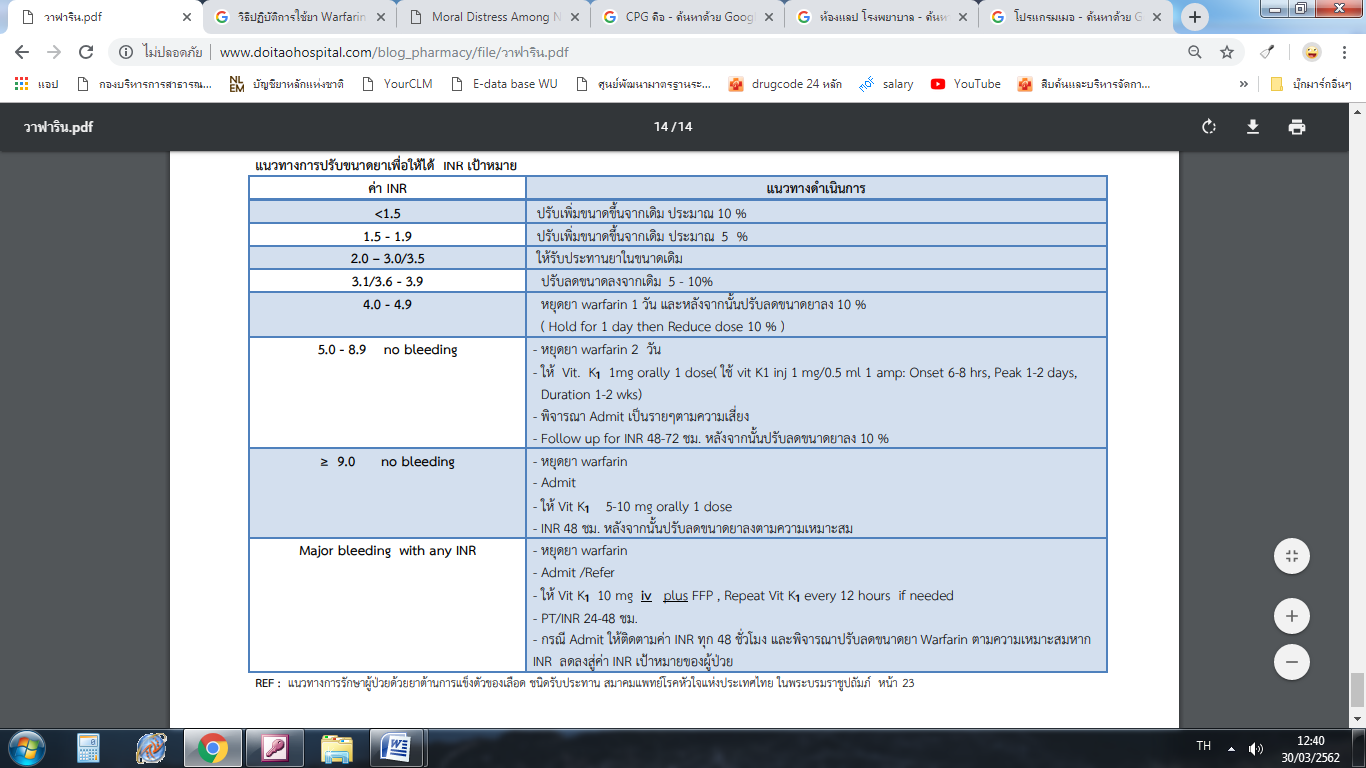 วาฟาริน.pdf
วิธีปฏิบัติการใช้ยา Warfarin
Moral Distress Among N
CPG คือ - ค้นหาด้วย Goog
ห้องแลป โรงพยาบาล - ค้นห
โปรแกรมเผอ - ค้นหาด้วย G
ไม่ปลอดภัย | www.doitaohospital.com/blog_pharmacy/file/วาฟาริน.pdf
แอป
กองบริหารการสาธารณ...
NLEM บัญชียาหลักแห่งชาติ
YourCLM
E-data base WU
ศูนย์พัฒนามาตรฐานระ...
drugcode 24 หลัก
salary
YouTube
สืบค้นและบริหารจัดกา...
»
บุ๊กมาร์กอื่นๆ
วาฟาริน.pdf
14 / 14
แนวทางการปรับขนาดยาเพื่อให้ได้ INR เป้าหมาย
ค่า INR
แนวทางดำเนินการ
<1.5
ปรับเพิ่มขนาดขึ้นจากเดิม ประมาณ 10 %
1.5 - 1.9
ปรับเพิ่มขนาดขึ้นจากเดิม ประมาณ 5 %
2.0 – 3.0/3.5
ให้รับประทานยาในขนาดเดิม
3.1/3.6 - 3.9
ปรับลดขนาดลงจากเดิม 5 - 10%
4.0 - 4.9
หยุดยา warfarin 1 วัน และหลังจากนั้นปรับลดขนาดยาลง 10 %
( Hold for 1 day then Reduce dose 10 % )
5.0 - 8.9 no bleeding
- หยุดยา warfarin 2 วัน
- ให้ Vit. K1 1mg orally 1 dose( ใช้ vit K1 inj 1 mg/0.5 ml 1 amp: Onset 6-8 hrs, Peak 1-2 days,
Duration 1-2 wks)
- พิจารณา Admit เป็นรายๆตามความเสี่ยง
- Follow up for INR 48-72 ชม. หลังจากนั้นปรับลดขนาดยาลง 10 %
≥ 9.0 no bleeding
- หยุดยา warfarin
- Admit
- ให้ Vit K1 5-10 mg orally 1 dose
- INR 48 ชม. หลังจากนั้นปรับลดขนาดยาลงตามความเหมาะสม
Major bleeding with any INR
- หยุดยา warfarin
- Admit /Refer
- ให้ Vit K1 10 mg iv plus FFP , Repeat Vit K1 every 12 hours if needed
- PT/INR 24-48 ชม.
- กรณี Admit ให้ติดตามค่า INR ทุก 48 ชั่วโมง และพิจารณาปรับลดขนาดยา Warfarin ตามความเหมาะสมหาก
INR ลดลงสู่ค่า INR เป้าหมายของผู้ป่วย
REF : แนวทางการรักษาผู้ป่วยด้วยยาต้านการแข็งตัวของเลือด ชนิดรับประทาน สมาคมแพทย์โรคหัวใจแห่งประเทศไทย ในพระบรมราชูปถัมภ์ หน้า 23
TH
12:40
30/03/2562